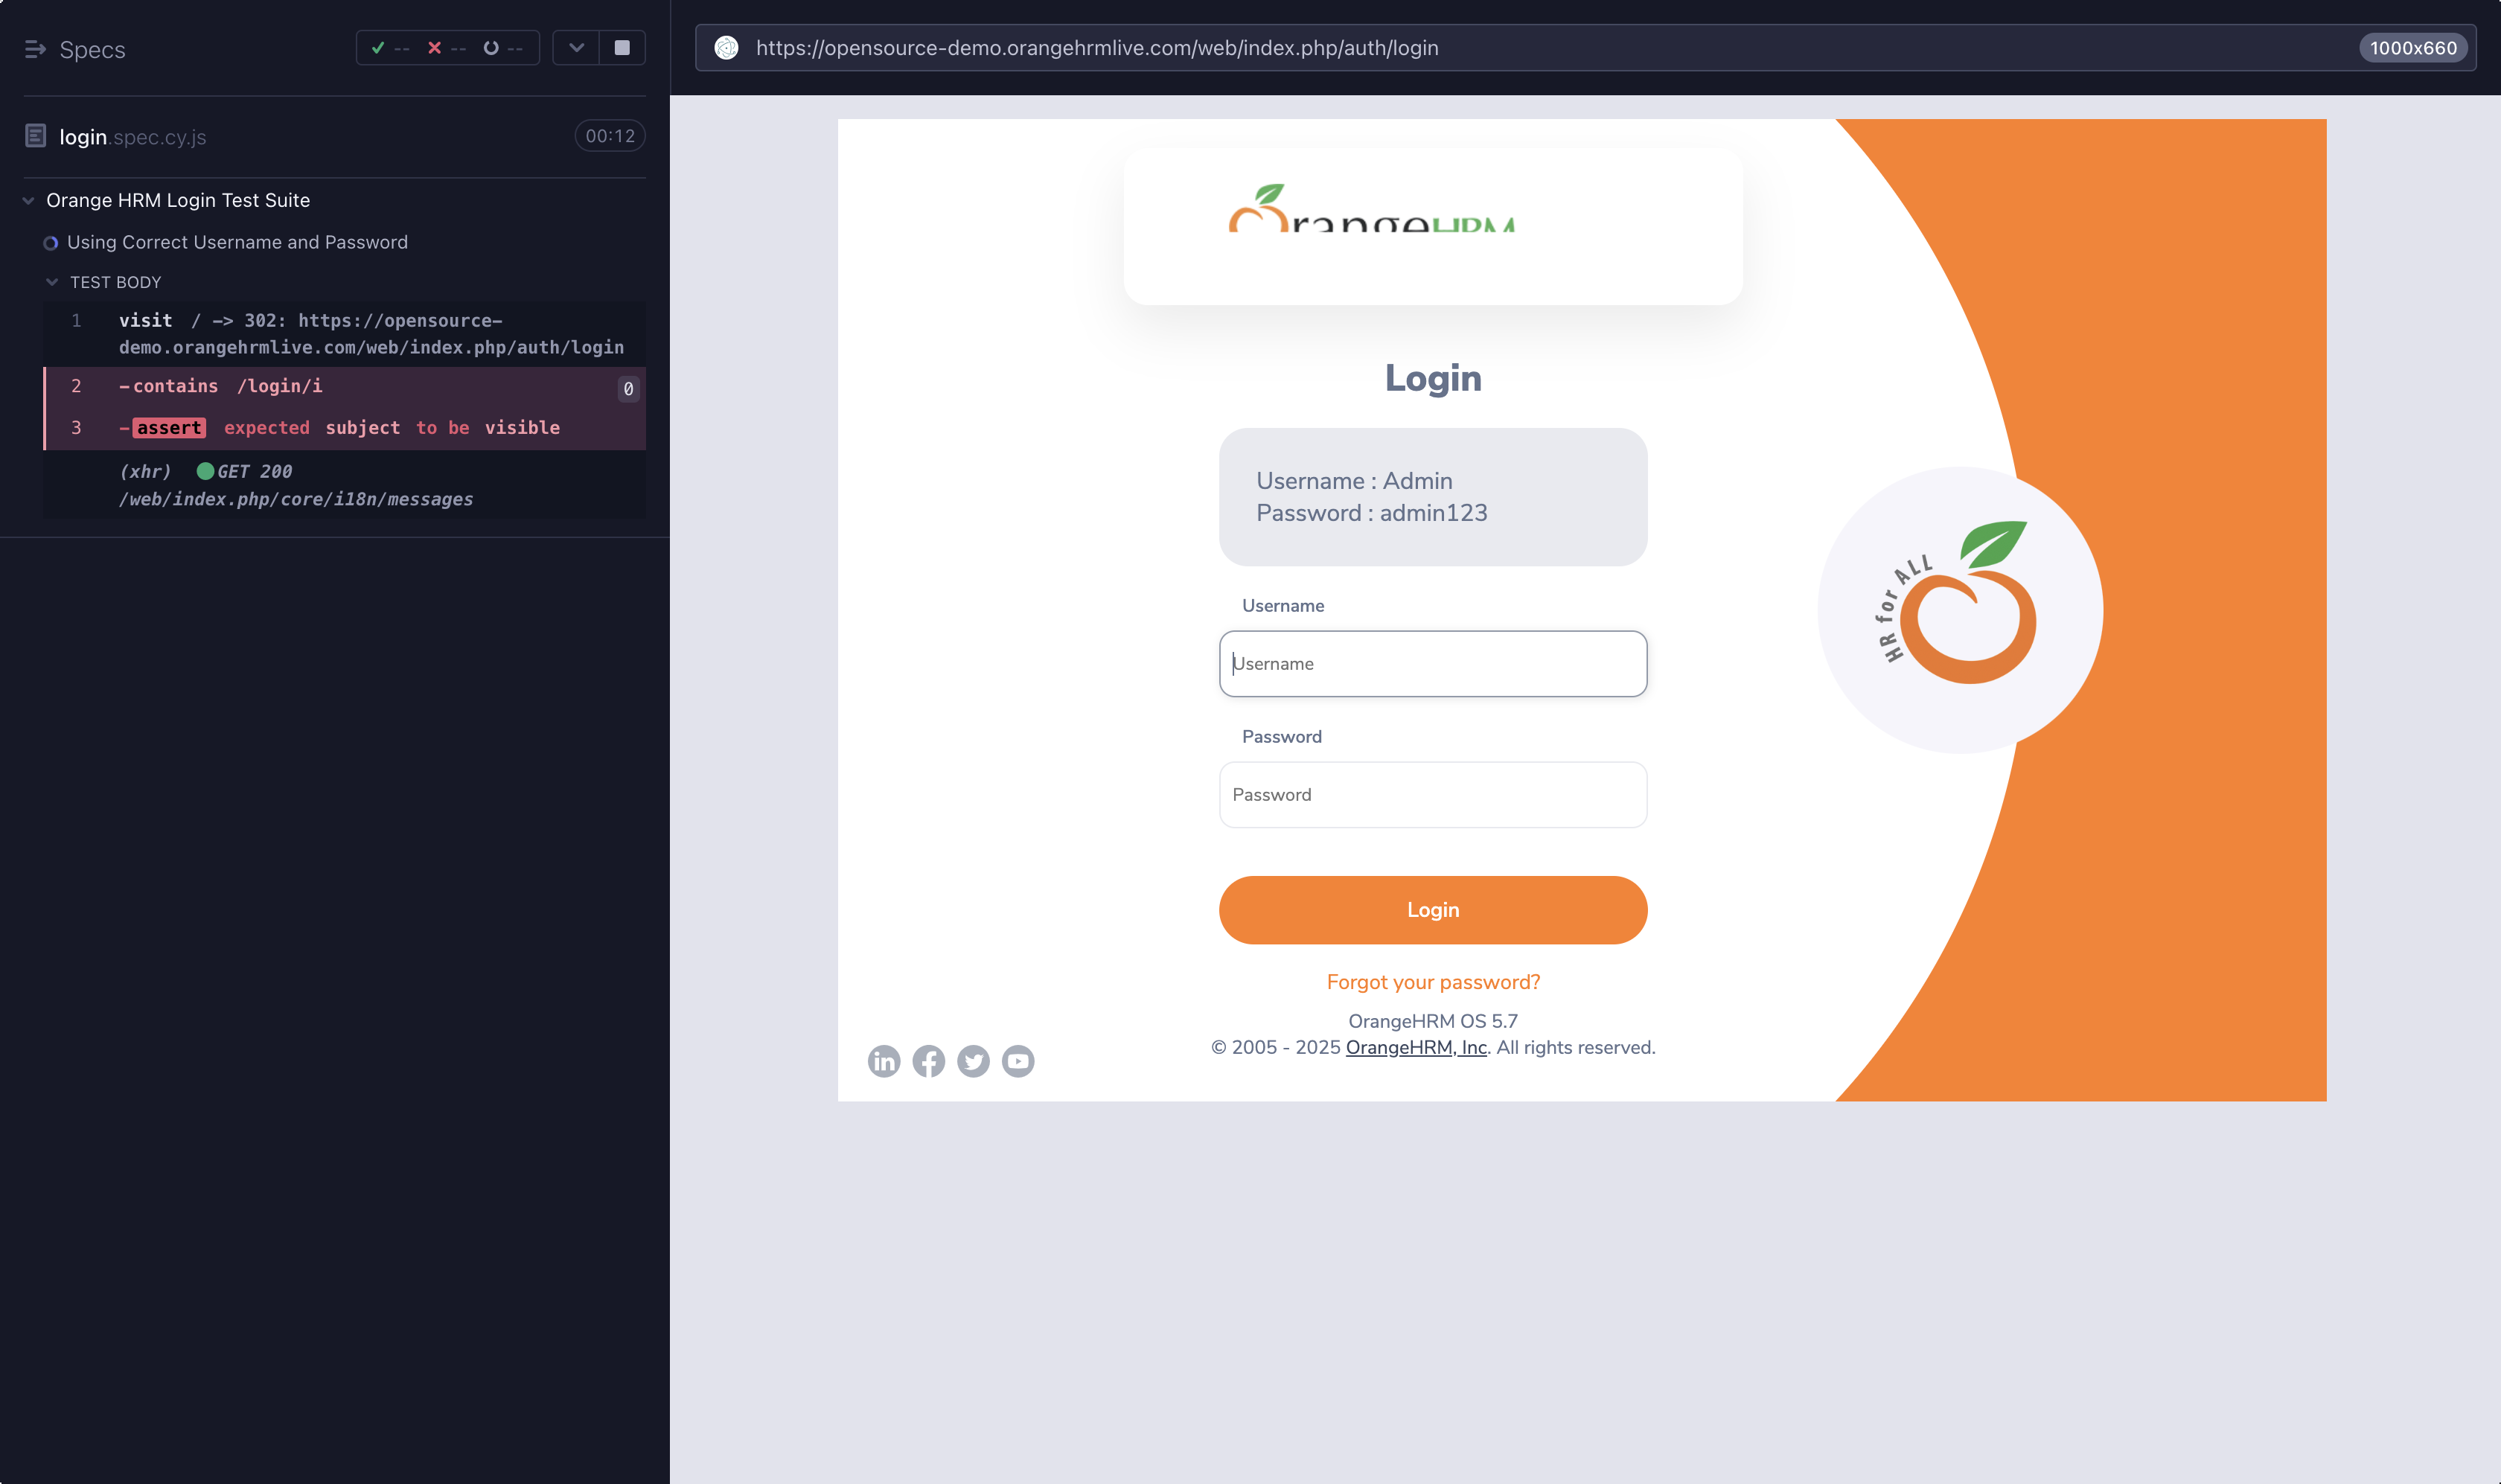 Specs
-- -- --
https://opensource-demo.orangehrmlive.com/web/index.php/auth/login
1000x660
login.spec.cy.js
00:12
Orange HRM Login Test Suite
Using Correct Username and Password
TEST BODY
1 visit / -> 302: https://opensource-
demo.orangehrmlive.com/web/index.php/auth/login
2 -contains /login/i 0
3 -assert expected subject to be visible
(xhr) GET 200
/web/index.php/core/i18n/messages
OrangeHRM
Login
Username : Admin
Password : admin123
Username
Username
Password
Password
Login
Forgot your password?
OrangeHRM OS 5.7
© 2005 - 2025 OrangeHRM, Inc. All rights reserved.
in
HR for ALL